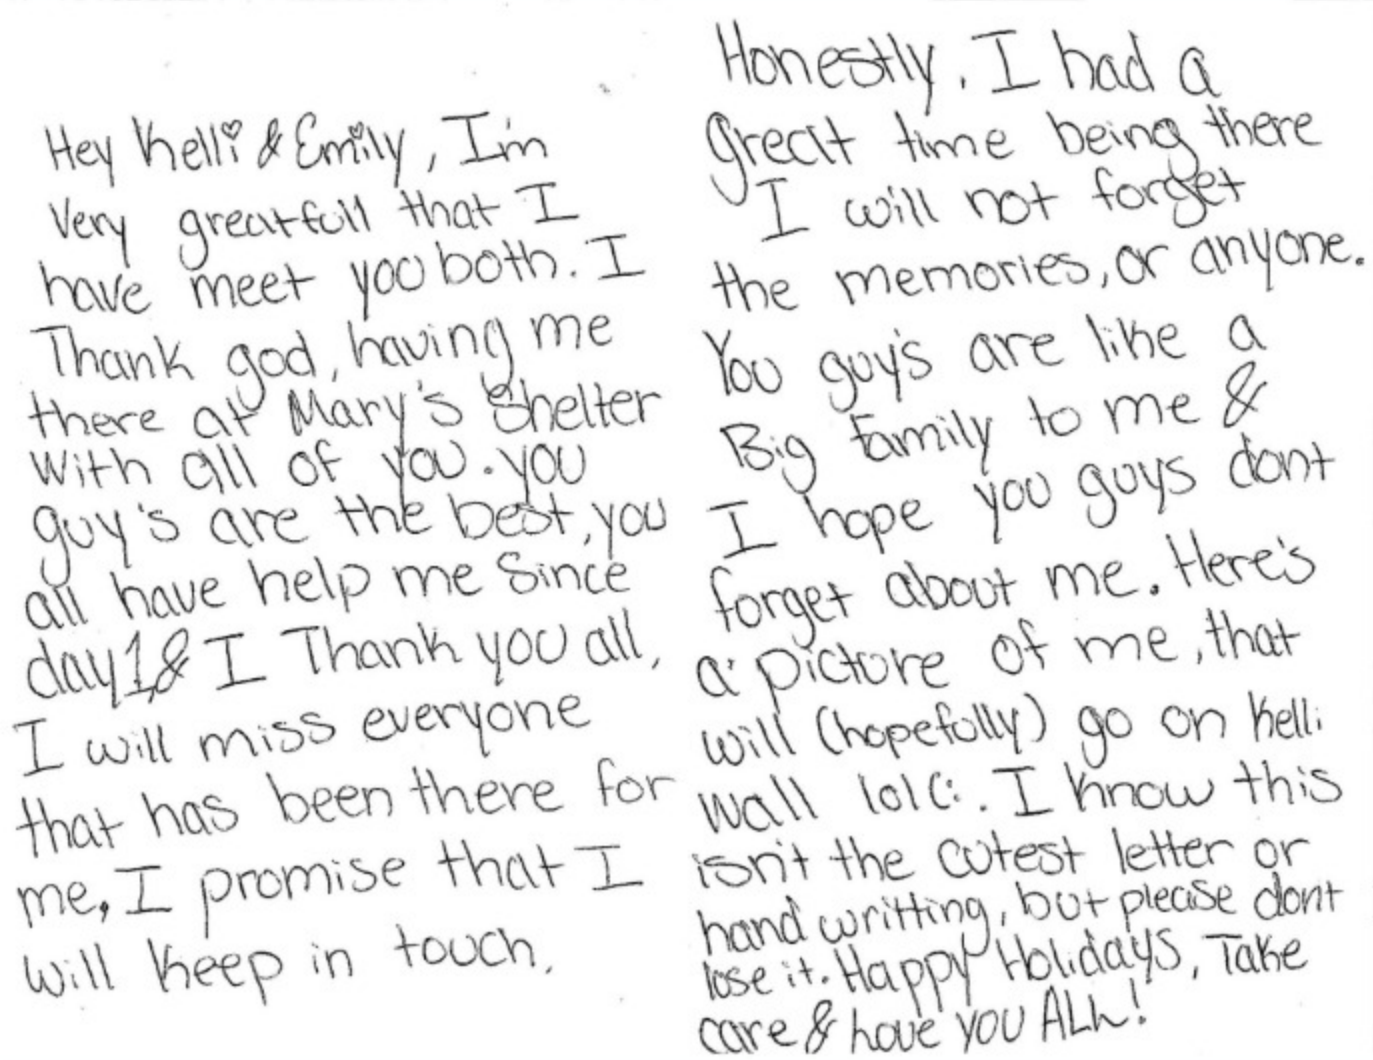 Hey Kelli & Emily, I'm
Very greatfull that I
have meet you both. I
Thank god, having me
there at Mary's Shelter
with all of you. you
guy's are the best, you
all have help me Since
day 1, & I Thank you all,
I will miss everyone
that has been there for
me, I promise that I
will Keep in touch.
Honestly, I had a
great time being there
I will not forget
the memories, or anyone.
You guy's are like a
Big family to me &
I hope you guys dont
forget about me. Here's
a picture of me, that
will (hopefully) go on Kelli
wall lol (: . I Know this
isn't the cutest letter or
hand writting, but please dont
lose it. Happy Holidays, Take
care & love you ALL!